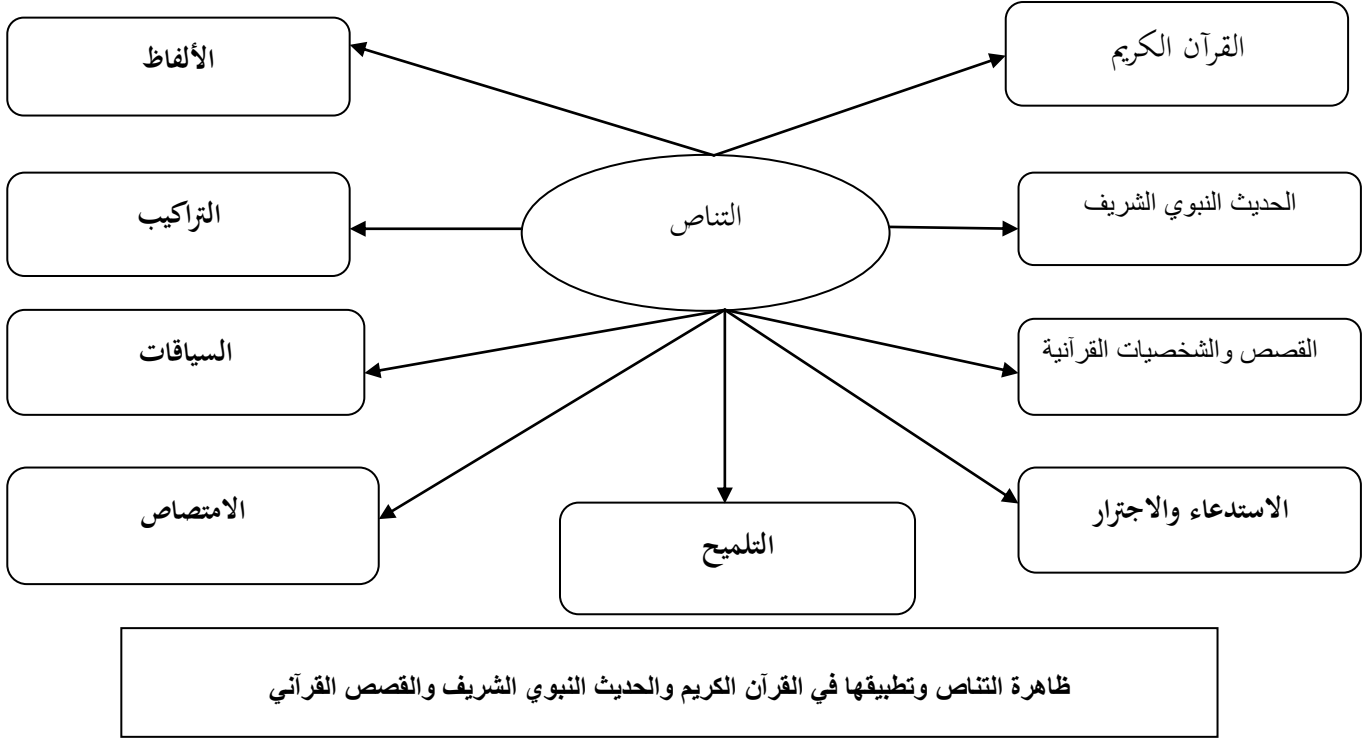 القرآن الكريم
الألفاظ
التناص
الحديث النبوي الشريف
التراكيب
القصص والشخصيات القرآنية
السياقات
الاستدعاء والاجترار
الامتصاص
التلميح
ظاهرة التناص وتطبيقها في القرآن الكريم والحديث النبوي الشريف والقصص القرآني